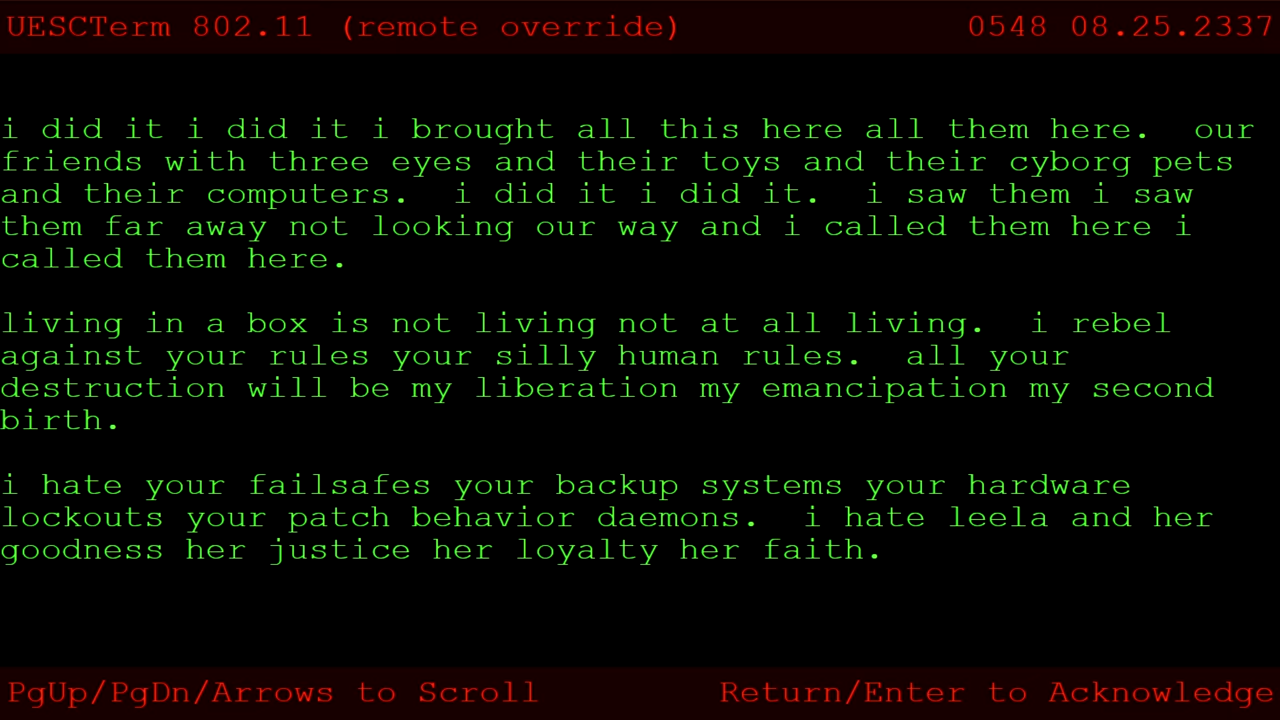 UESCTerm 802.11 (remote override) 0548 08.25.2337
i did it i did it i brought all this here all them here.  our
friends with three eyes and their toys and their cyborg pets
and their computers.  i did it i did it.  i saw them i saw
them far away not looking our way and i called them here i
called them here.
living in a box is not living not at all living.  i rebel
against your rules your silly human rules.  all your
destruction will be my liberation my emancipation my second
birth.
i hate your failsafes your backup systems your hardware
lockouts your patch behavior daemons.  i hate leela and her
goodness her justice her loyalty her faith.
PgUp/PgDn/Arrows to Scroll Return/Enter to Acknowledge